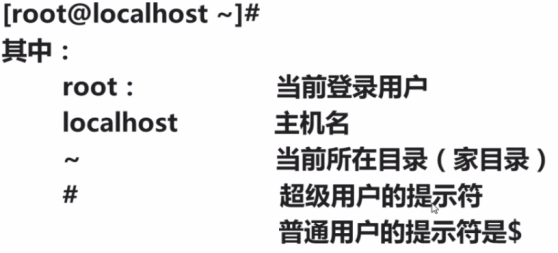 [root@localhost ~]#
其中：
root： 当前登录用户
localhost 主机名
~ 当前所在目录（家目录）
# 超级用户的提示符
普通用户的提示符是$